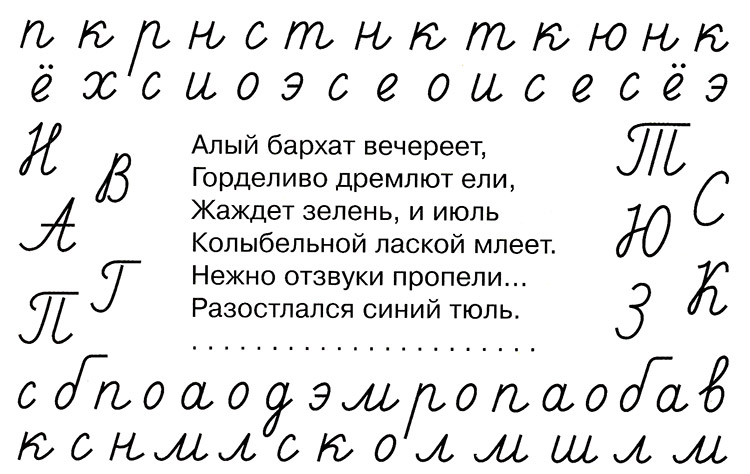 п к р н с т н к т к ю н к
ё х с и о э с е о и с е с ё э
Н
В
А
Г
П
Алый бархат вечереет,
Горделиво дремлют ели,
Жаждет зелень, и июль
Колыбельной лаской млеет.
Нежно отзвуки пропели...
Разостлался синий тюль.
. . . . . . . . . . . . . . . . . . . . . .
Т
С
Ю
К
З
с б п о а о д э м р о п а о б а в
к с н м л с к о л м ш л м